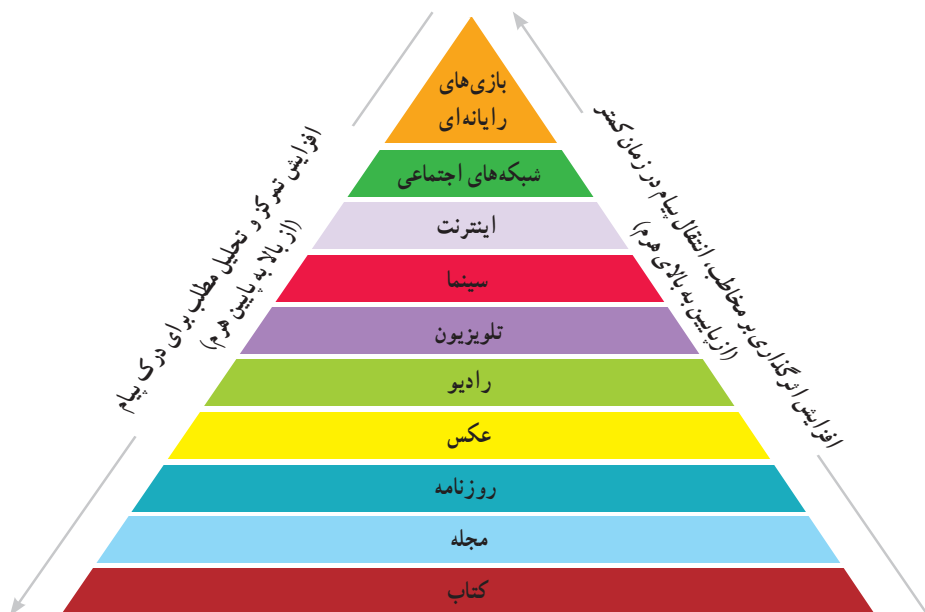 بازی‌های
رایانه‌ای
شبکه‌های اجتماعی
اینترنت
سینما
تلویزیون
رادیو
عکس
روزنامه
مجله
کتاب
افزایش اثرگذاری بر مخاطب، انتقال پیام در زمان کمتر
(از پایین به بالای هرم)
افزایش تمرکز و تحلیل مطلب برای درک پیام
(از بالا به پایین هرم)